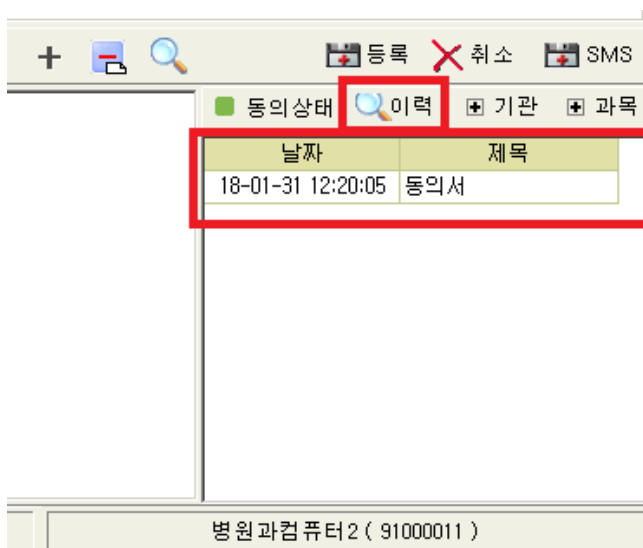 등록 취소 SMS
동의상태 이력 기관 과목
날짜 제목
18-01-31 12:20:05 동의서
병원과컴퓨터2 ( 91000011 )